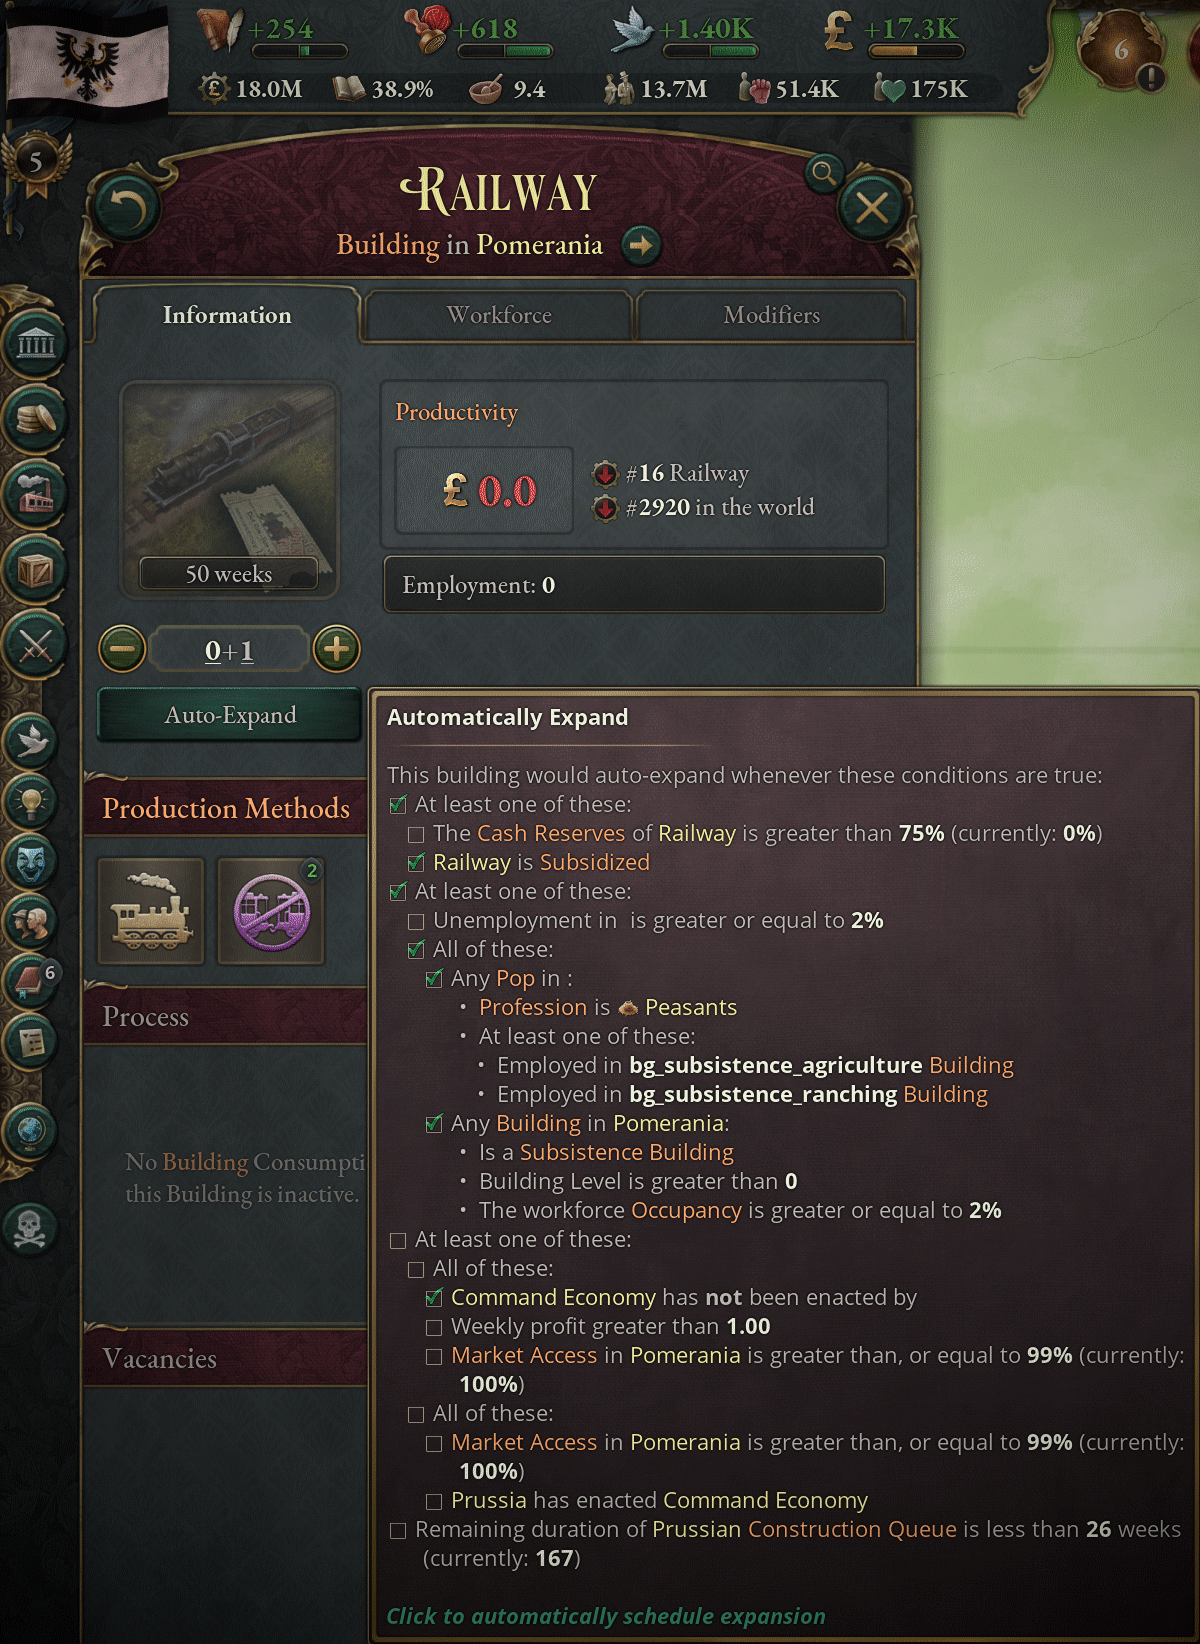 +254
+618
+1.40K
+17.3K
6
18.0M
38.9%
9.4
13.7M
51.4K
175K
5
RAILWAY
Building in Pomerania
Information
Workforce
Modifiers
Productivity
£ 0.0
#16 Railway
#2920 in the world
50 weeks
Employment: 0
0+1
Auto-Expand
Automatically Expand
This building would auto-expand whenever these conditions are true:
At least one of these:
The Cash Reserves of Railway is greater than 75% (currently: 0%)
Railway is Subsidized
At least one of these:
Unemployment in  is greater or equal to 2%
All of these:
Any Pop in :
• Profession is Peasants
• At least one of these:
• Employed in bg_subsistence_agriculture Building
• Employed in bg_subsistence_ranching Building
Any Building in Pomerania:
• Is a Subsistence Building
• Building Level is greater than 0
• The workforce Occupancy is greater or equal to 2%
At least one of these:
All of these:
Command Economy has not been enacted by
Weekly profit greater than 1.00
Market Access in Pomerania is greater than, or equal to 99% (currently:
100%)
All of these:
Market Access in Pomerania is greater than, or equal to 99% (currently:
100%)
Prussia has enacted Command Economy
Remaining duration of Prussian Construction Queue is less than 26 weeks
(currently: 167)
Click to automatically schedule expansion
Production Methods
2
6
Process
No Building Consumpti
this Building is inactive.
Vacancies